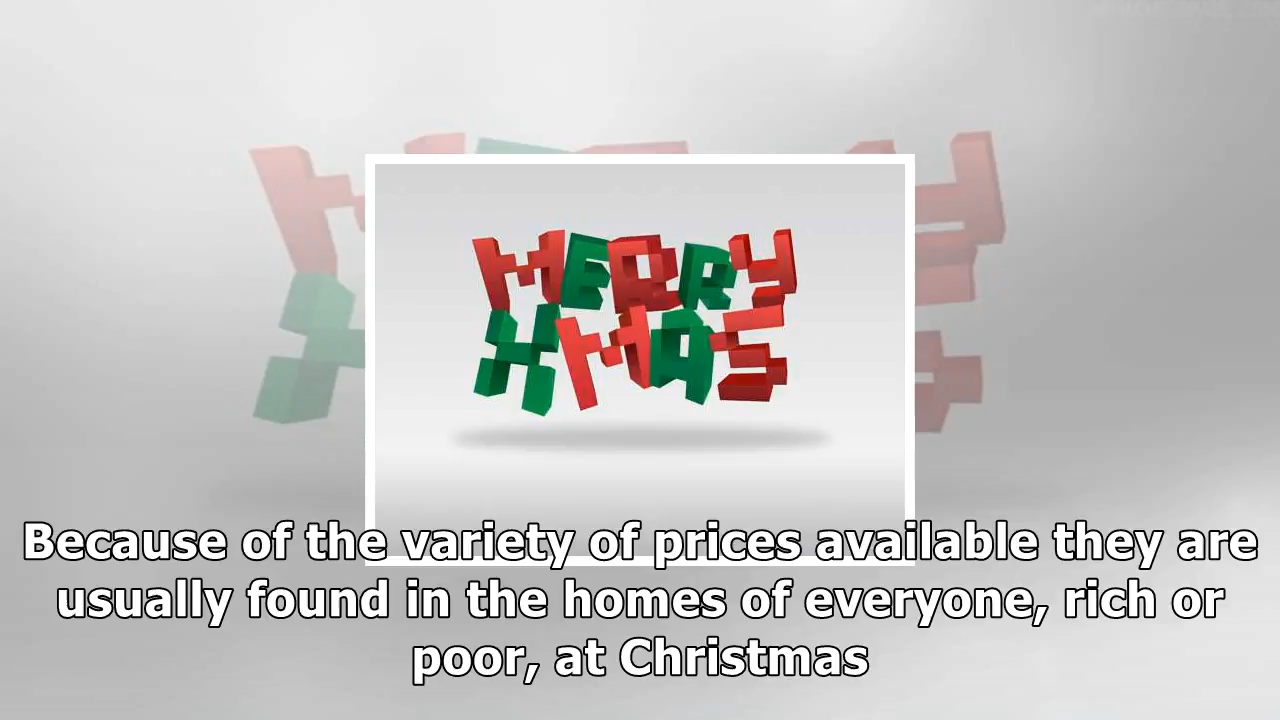 MERRY
XMAS
Because of the variety of prices available they are
usually found in the homes of everyone, rich or
poor, at Christmas